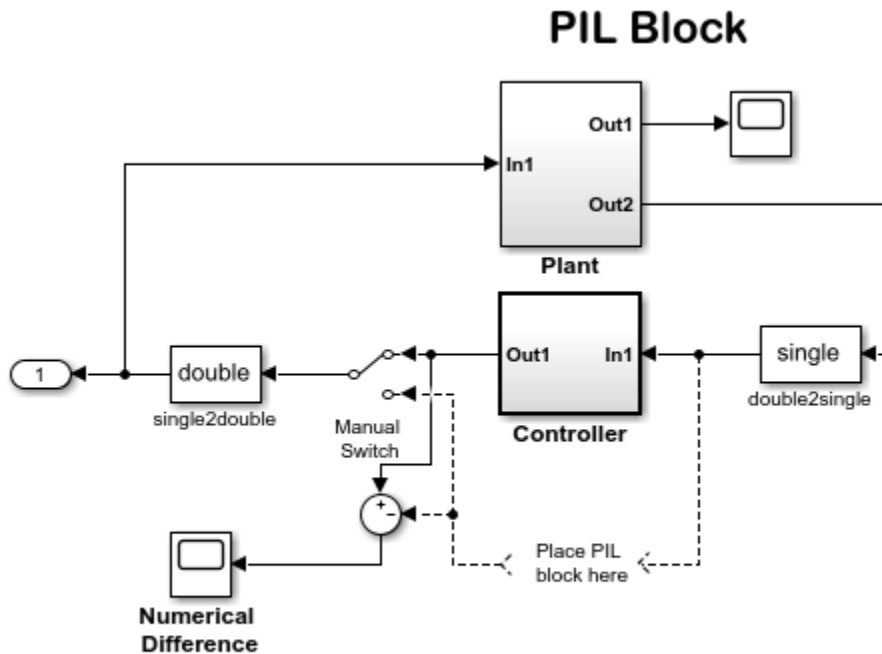 PIL Block
Out1
In1
Out2
Plant
1
double
single2double
Manual
Switch
Out1
In1
Controller
single
double2single
+
−
Place PIL
block here
Numerical
Difference